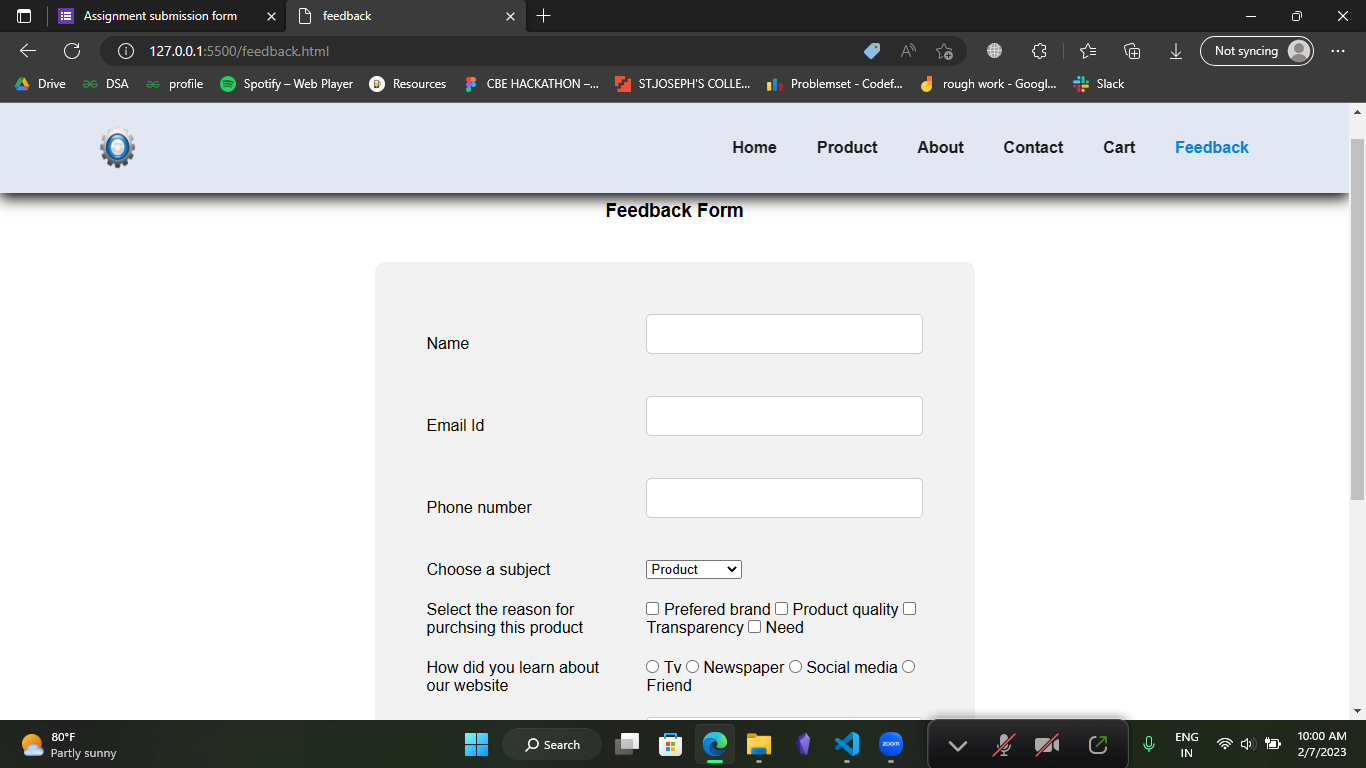 Assignment submission form
feedback
127.0.0.1:5500/feedback.html
Not syncing
Drive
DSA
profile
Spotify – Web Player
Resources
CBE HACKATHON –...
ST.JOSEPH'S COLLE...
Problemset - Codef...
rough work - Googl...
Slack
Home
Product
About
Contact
Cart
Feedback
Feedback Form
Name
Email Id
Phone number
Choose a subject
Product
Select the reason for
purchsing this product
Prefered brand Product quality
Transparency Need
How did you learn about
our website
Tv Newspaper Social media
Friend
80°F
Partly sunny
Search
zoom
ENG
IN
10:00 AM
2/7/2023